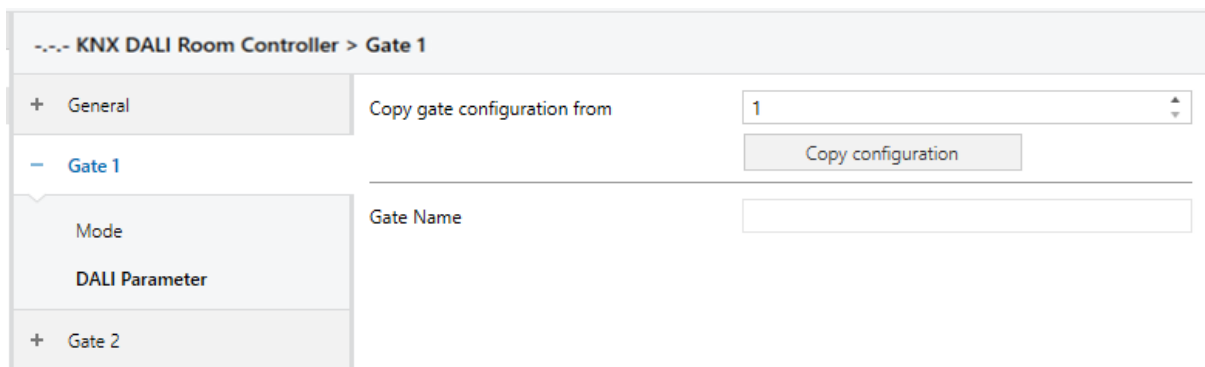 -.-.- KNX DALI Room Controller > Gate 1
+ General
− Gate 1
Mode
DALI Parameter
+ Gate 2
Copy gate configuration from
1
Copy configuration
Gate Name